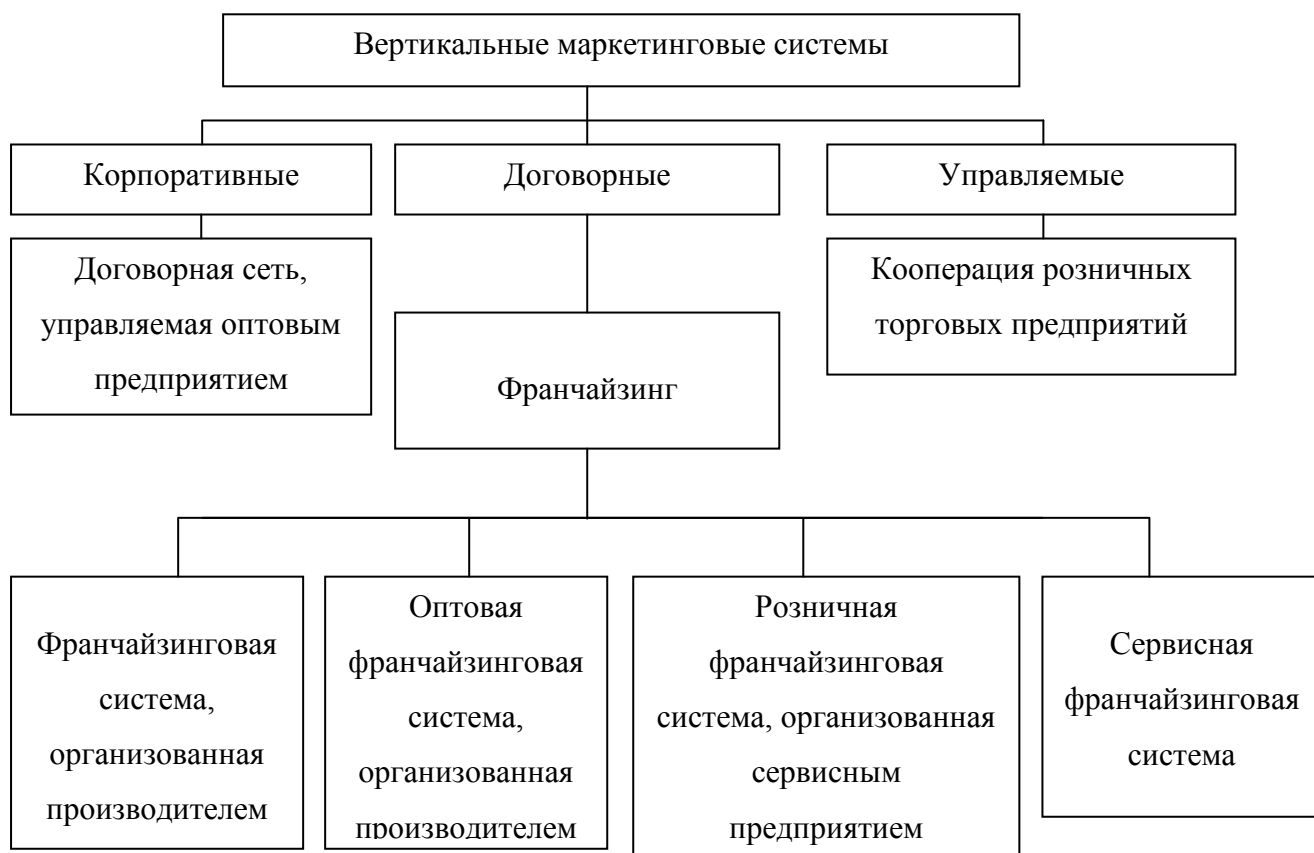 Вертикальные маркетинговые системы
Корпоративные
Договорные
Управляемые
Договорная сеть,
управляемая оптовым
предприятием
Франчайзинг
Кооперация розничных
торговых предприятий
Франчайзинговая
система,
организованная
производителем
Оптовая
франчайзинговая
система,
организованная
производителем
Розничная
франчайзинговая
система, организованная
сервисным
предприятием
Сервисная
франчайзинговая
система